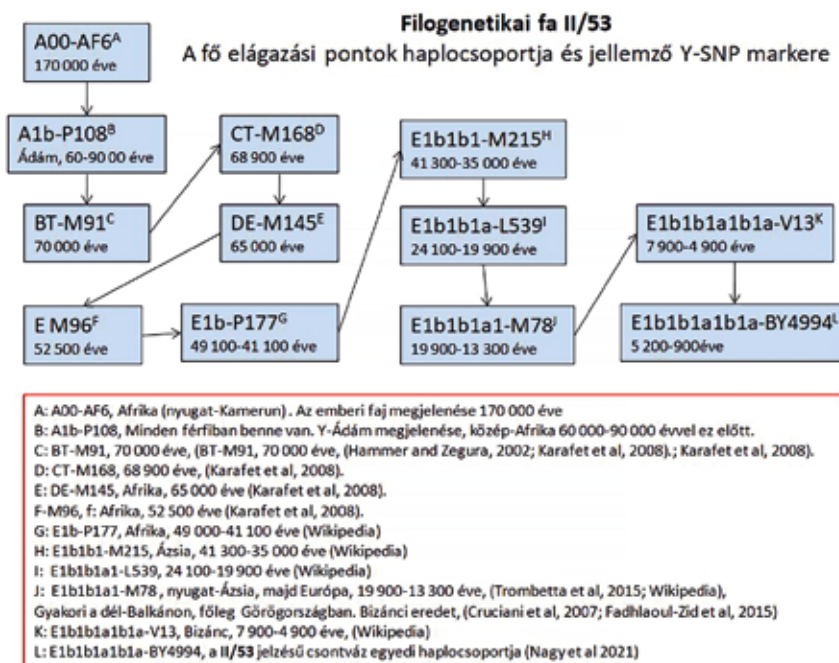 Filogenetikai fa II/53
A fő elágazási pontok haplocsoportja és jellemző Y-SNP markere
A00-AF6ᴬ
170 000 éve
A1b-P108ᴮ
Ádám, 60-90 00 éve
BT-M91ᶜ
70 000 éve
CT-M168ᴰ
68 900 éve
DE-M145ᴱ
65 000 éve
E M96ᶠ
52 500 éve
E1b-P177ᴳ
49 100-41 100 éve
E1b1b1-M215ᴴ
41 300-35 000 éve
E1b1b1a-L539ᴵ
24 100-19 900 éve
E1b1b1a1-M78ᴶ
19 900-13 300 éve
E1b1b1a1b1a-V13ᴷ
7 900-4 900 éve
E1b1b1a1b1a-BY4994ᴸ
5 200-900éve
A: A00-AF6, Afrika (nyugat-Kamerun). Az emberi faj megjelenése 170 000 éve
B: A1b-P108, Minden férfiban benne van. Y-Ádám megjelenése, közép-Afrika 60 000-90 000 évvel ez előtt.
C: BT-M91, 70 000 éve, (BT-M91, 70 000 éve, (Hammer and Zegura, 2002; Karafet et al, 2008).; Karafet et al, 2008).
D: CT-M168, 68 900 éve, (Karafet et al, 2008).
E: DE-M145, Afrika, 65 000 éve (Karafet et al, 2008).
F-M96, f: Afrika, 52 500 éve (Karafet et al, 2008).
G: E1b-P177, Afrika, 49 000-41 100 éve (Wikipedia)
H: E1b1b1-M215, Ázsia, 41 300-35 000 éve (Wikipedia)
I: E1b1b1a1-L539, 24 100-19 900 éve (Wikipedia)
J: E1b1b1a1-M78, nyugat-Ázsia, majd Európa, 19 900-13 300 éve, (Trombetta et al, 2015; Wikipedia),
Gyakori a dél-Balkánon, főleg Görögországban. Bizánci eredet, (Cruciani et al, 2007; Fadhlaoul-Zid et al, 2015)
K: E1b1b1a1b1a-V13, Bizánc, 7 900-4 900 éve, (Wikipedia)
L: E1b1b1a1b1a-BY4994, a II/53 jelzésű csontváz egyedi haplocsoportja (Nagy et al 2021)